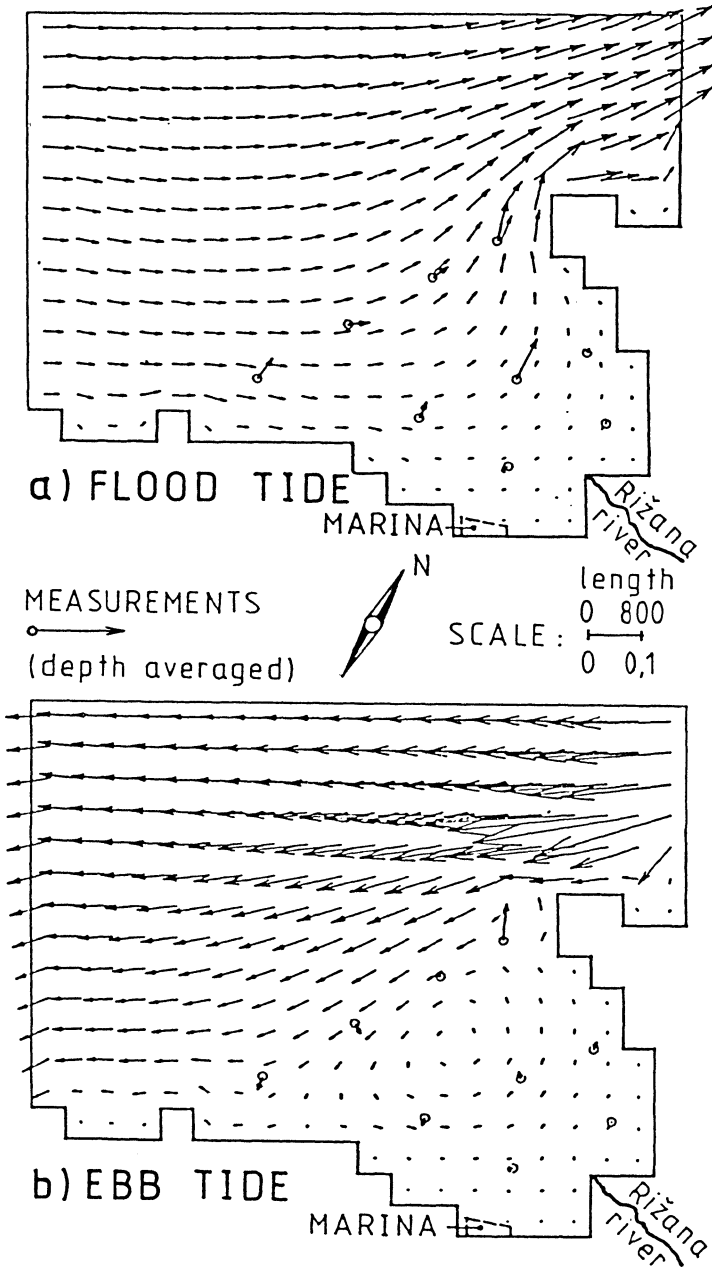 a) FLOOD TIDE
MARINA
Rižana
river
N
MEASUREMENTS
(depth averaged)
SCALE:
length
0 800
0 0,1
b) EBB TIDE
MARINA
Rižana
river